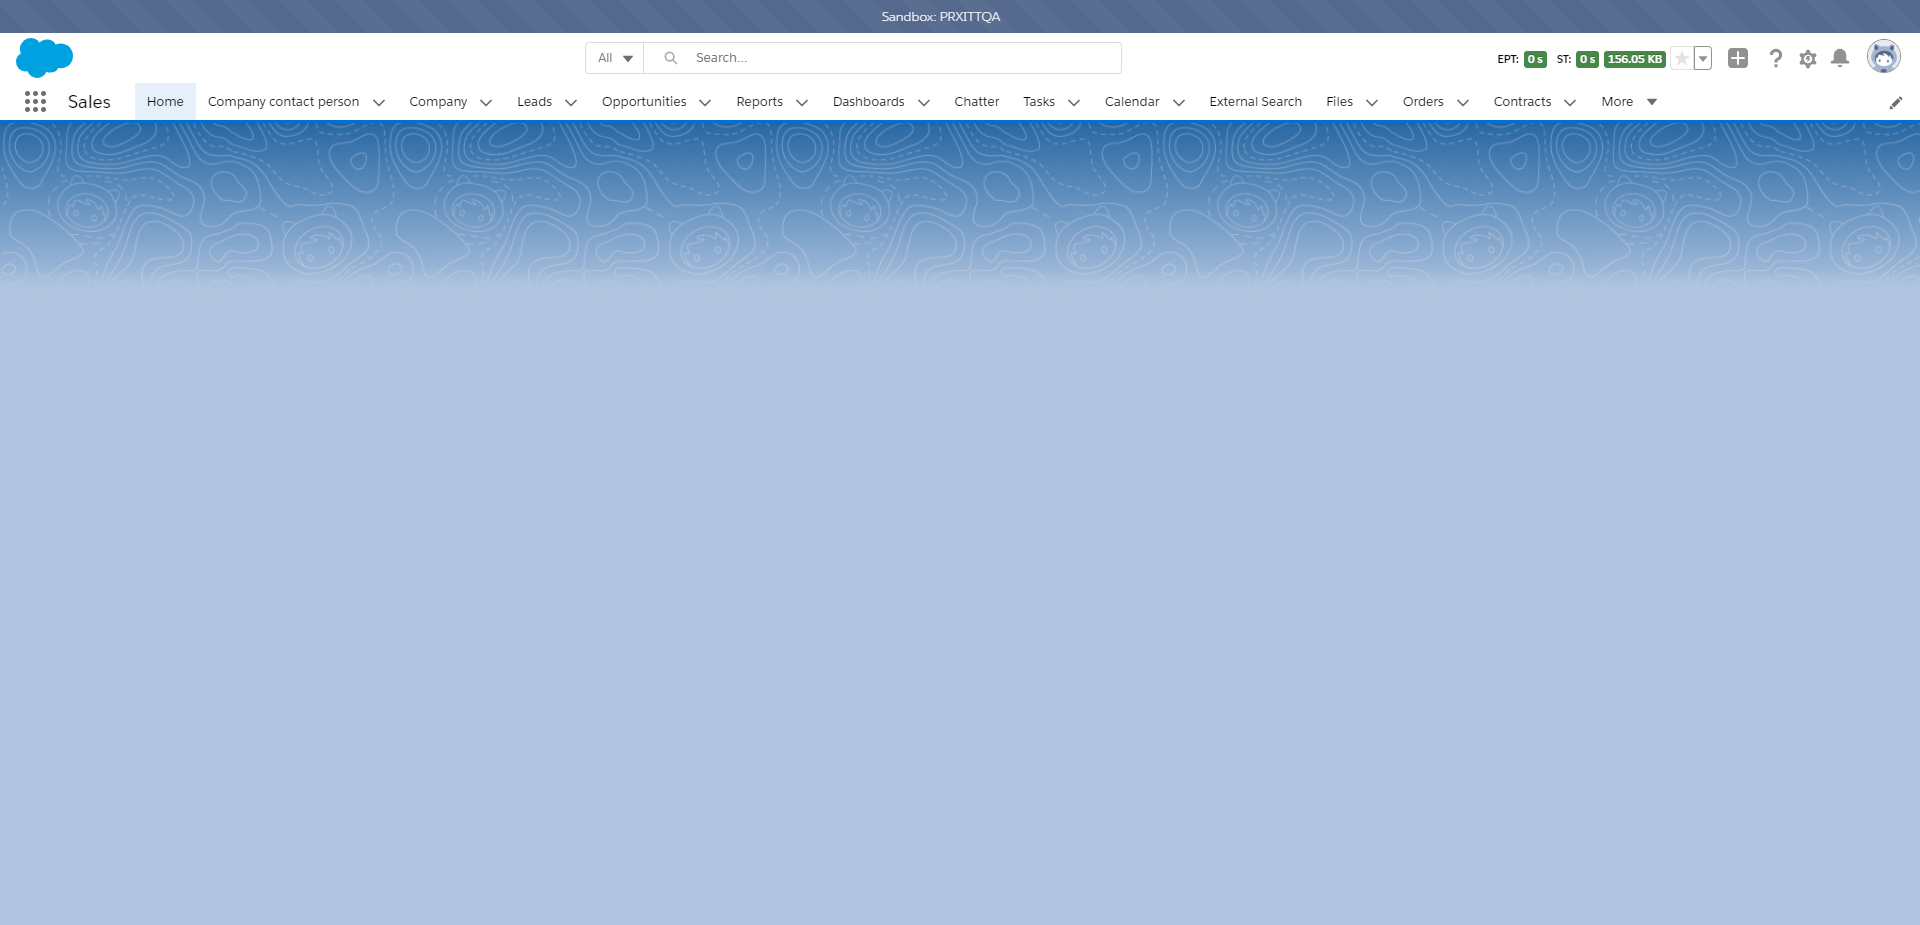 Sandbox: PRXITTQA
All Search... EPT: 0 s ST: 0 s 156.05 KB
Sales Home Company contact person Company Leads Opportunities Reports Dashboards Chatter Tasks Calendar External Search Files Orders Contracts More